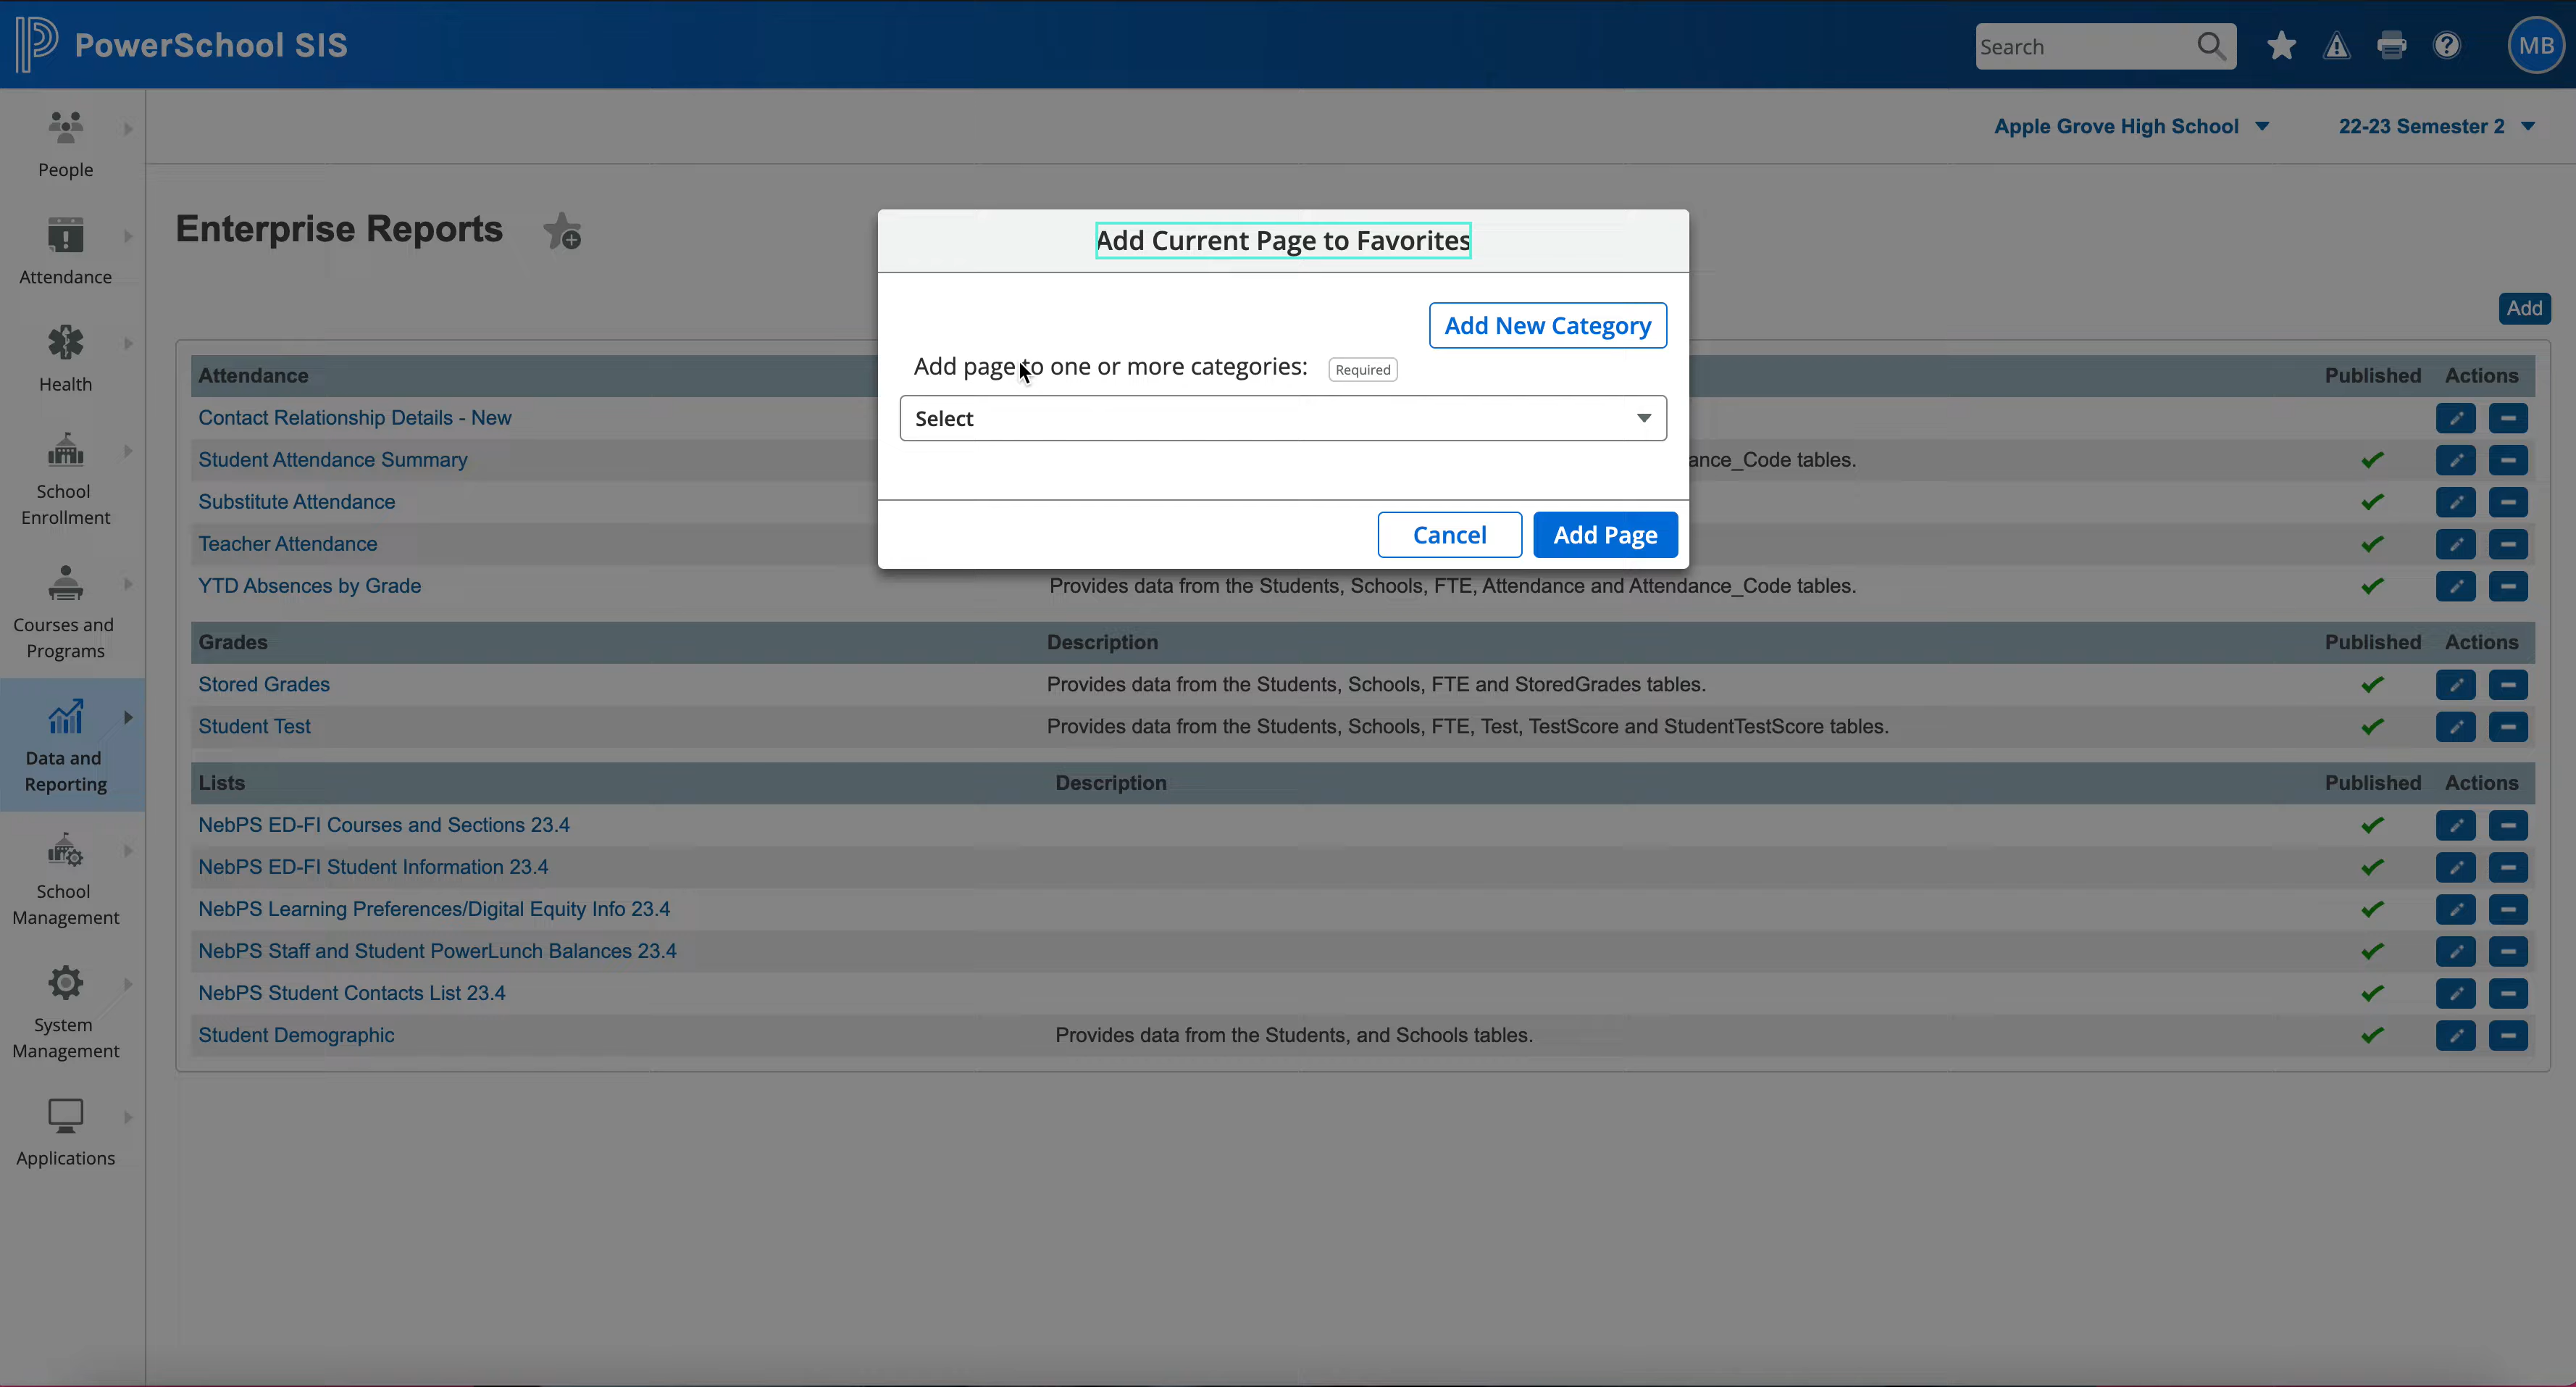 PowerSchool SIS
Search
MB
Apple Grove High School
22-23 Semester 2
People
Attendance
Health
School
Enrollment
Courses and
Programs
Data and
Reporting
School
Management
System
Management
Applications
Enterprise Reports
Add
Add Current Page to Favorites
Add New Category
Add page to one or more categories: Required
Select
Cancel Add Page
Attendance Published Actions
Contact Relationship Details - New
Student Attendance Summary ance_Code tables.
Substitute Attendance
Teacher Attendance
YTD Absences by Grade Provides data from the Students, Schools, FTE, Attendance and Attendance_Code tables.
Grades Description Published Actions
Stored Grades Provides data from the Students, Schools, FTE and StoredGrades tables.
Student Test Provides data from the Students, Schools, FTE, Test, TestScore and StudentTestScore tables.
Lists Description Published Actions
NebPS ED-FI Courses and Sections 23.4
NebPS ED-FI Student Information 23.4
NebPS Learning Preferences/Digital Equity Info 23.4
NebPS Staff and Student PowerLunch Balances 23.4
NebPS Student Contacts List 23.4
Student Demographic Provides data from the Students, and Schools tables.